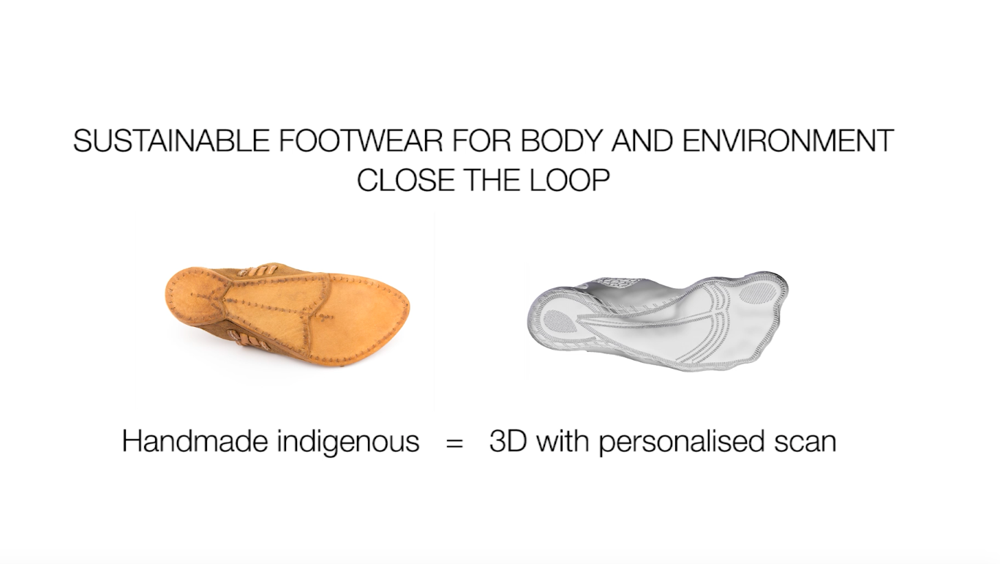 SUSTAINABLE FOOTWEAR FOR BODY AND ENVIRONMENT
CLOSE THE LOOP
Handmade indigenous = 3D with personalised scan